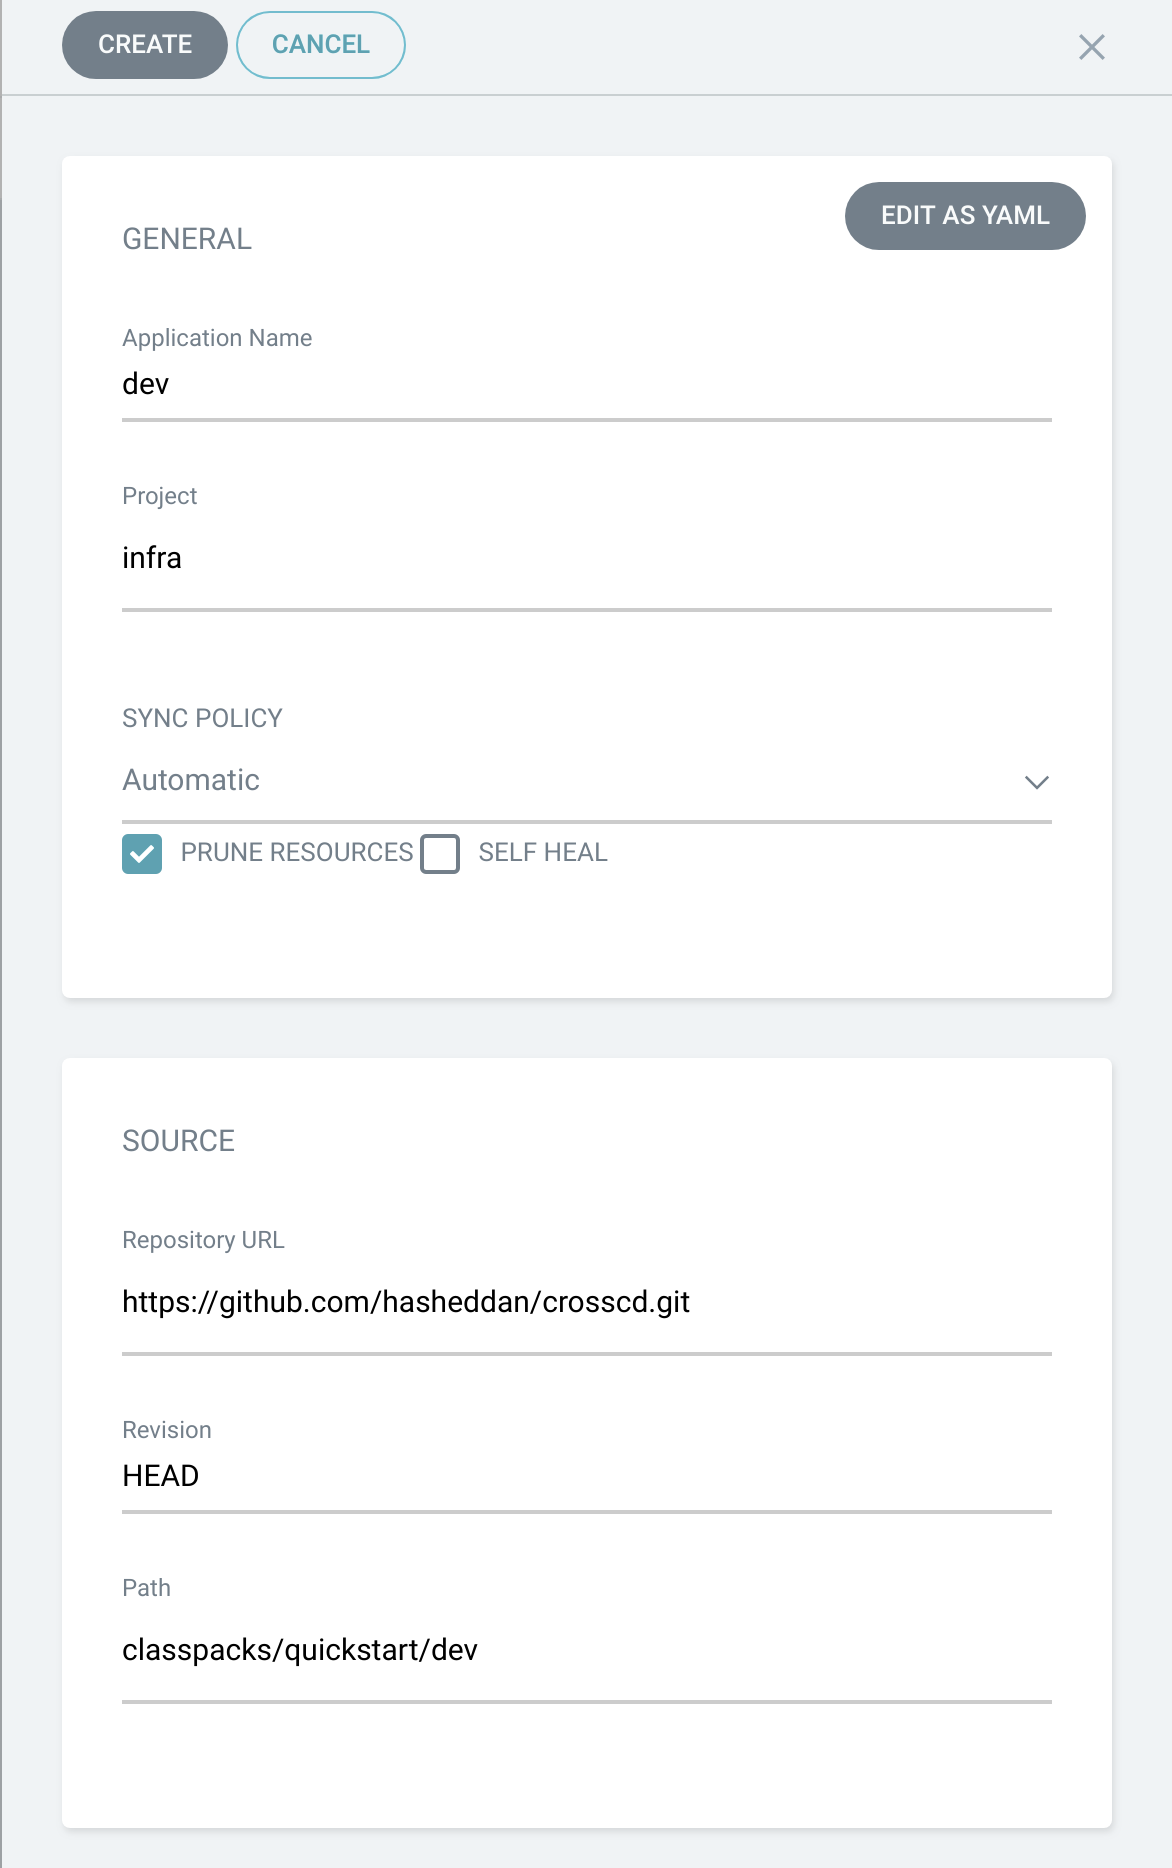 CREATE CANCEL
GENERAL
EDIT AS YAML
Application Name
dev
Project
infra
SYNC POLICY
Automatic
PRUNE RESOURCES SELF HEAL
SOURCE
Repository URL
https://github.com/hasheddan/crosscd.git
Revision
HEAD
Path
classpacks/quickstart/dev